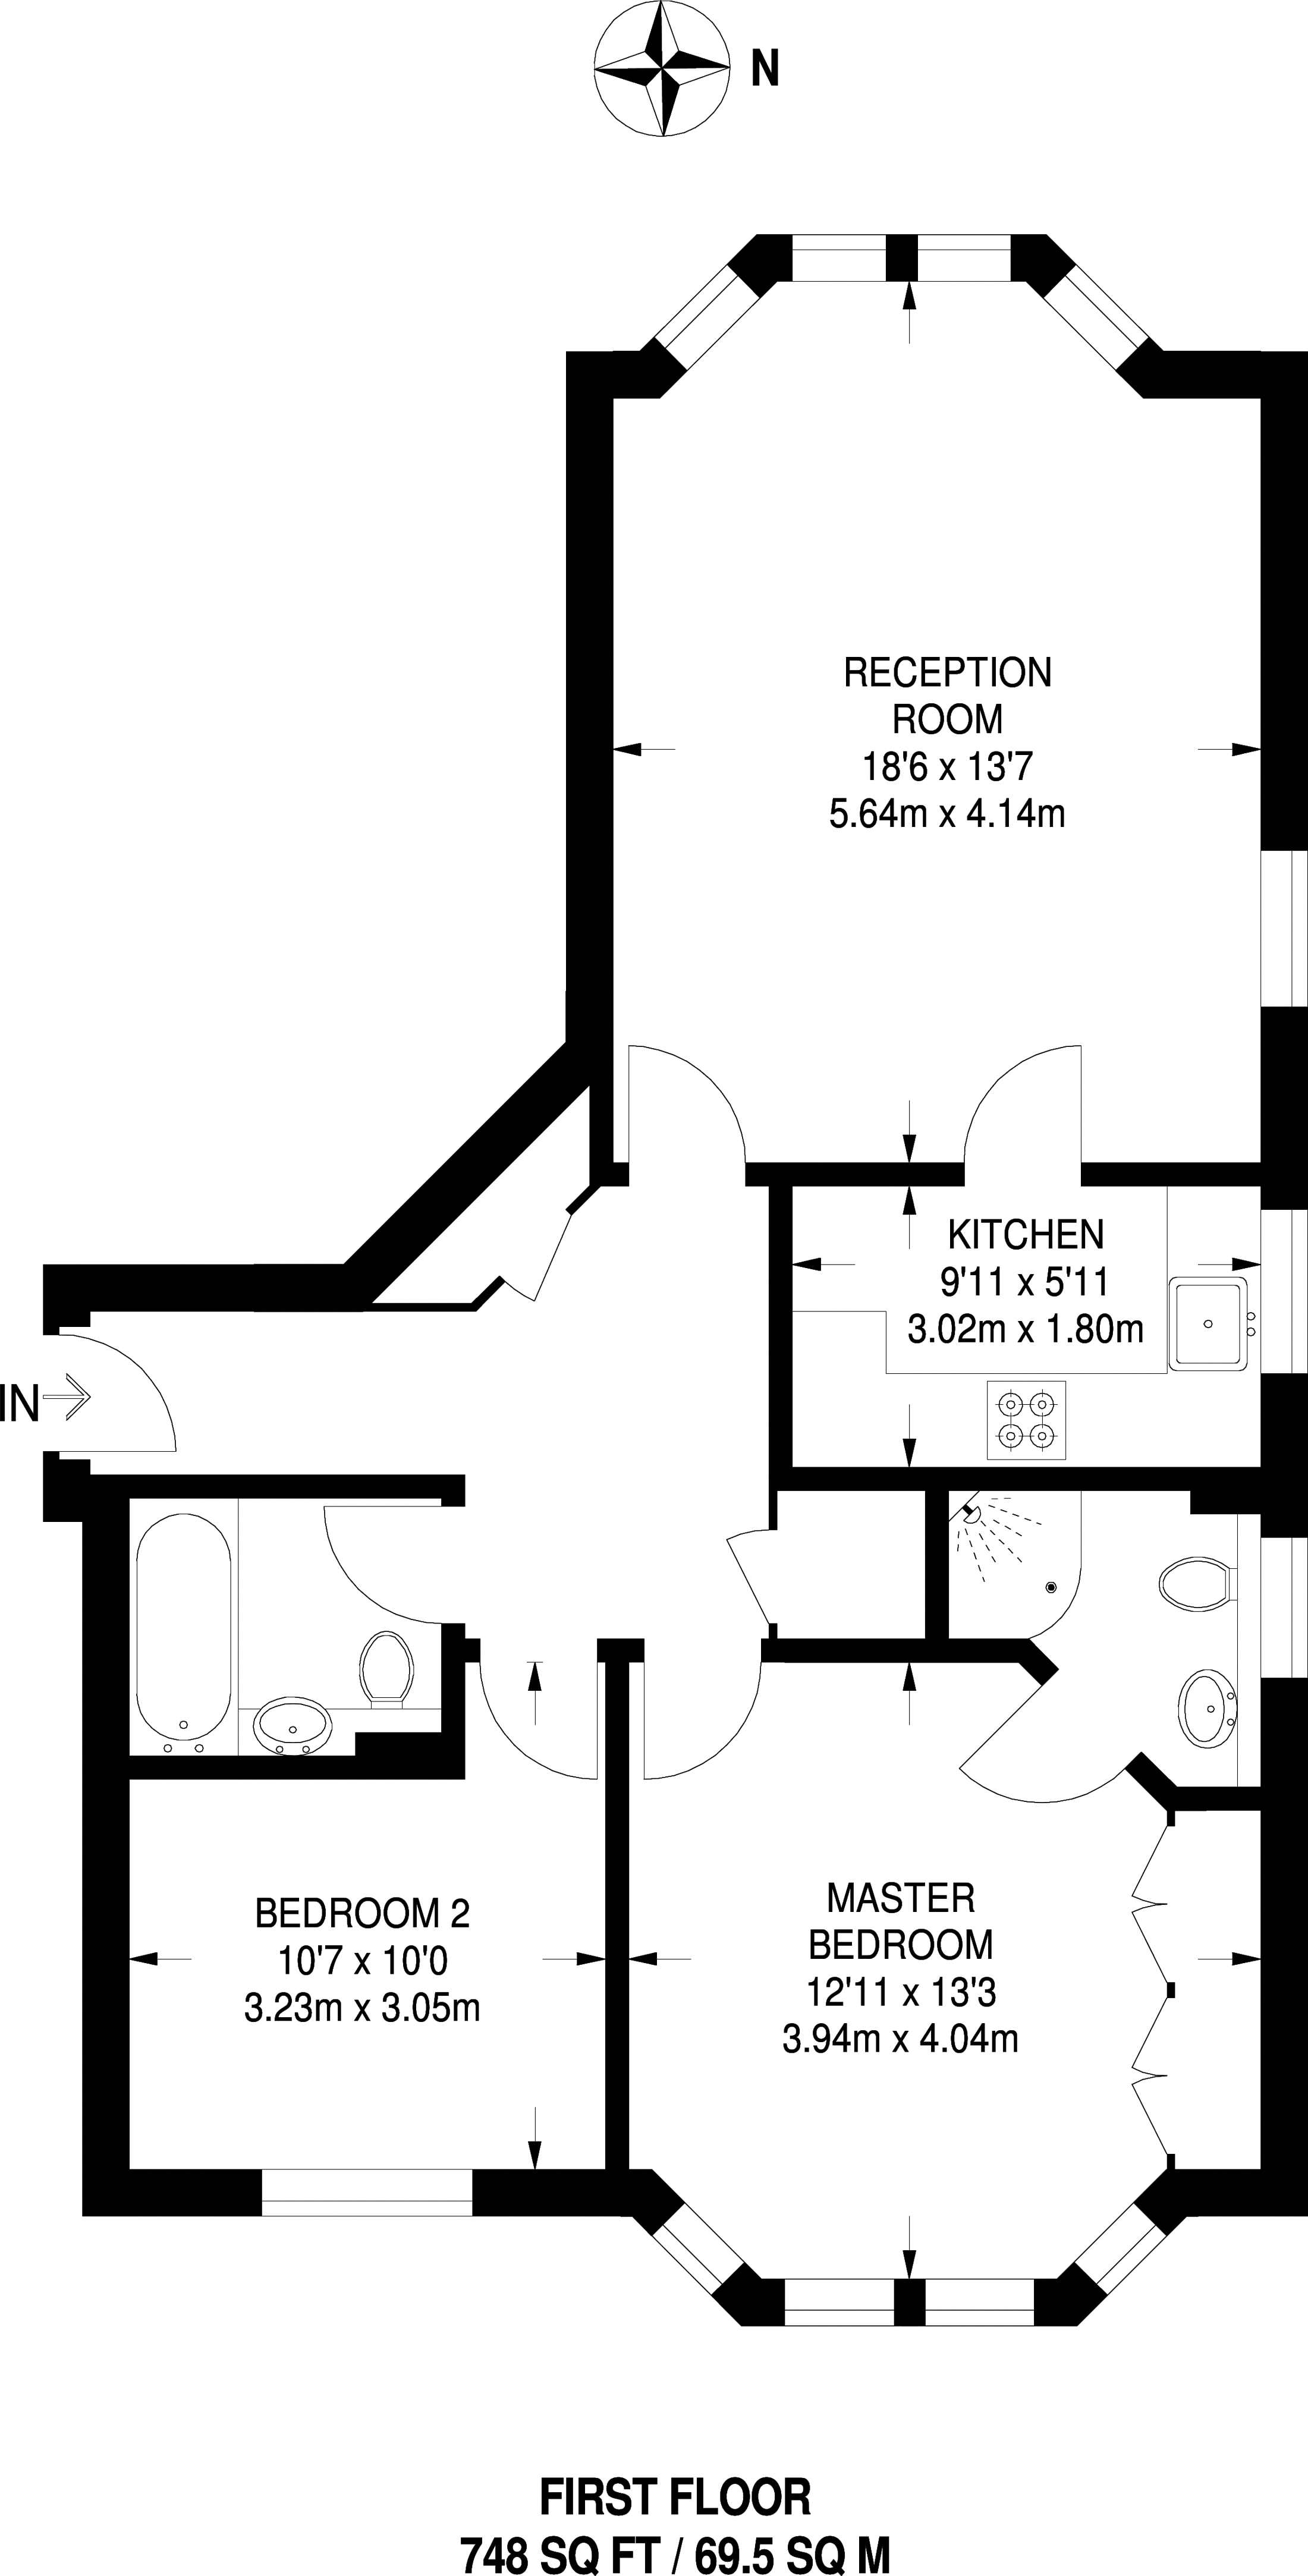 N
RECEPTION
ROOM
18'6 x 13'7
5.64m x 4.14m
KITCHEN
9'11 x 5'11
3.02m x 1.80m
IN
BEDROOM 2
10'7 x 10'0
3.23m x 3.05m
MASTER
BEDROOM
12'11 x 13'3
3.94m x 4.04m
FIRST FLOOR
748 SQ FT / 69.5 SQ M